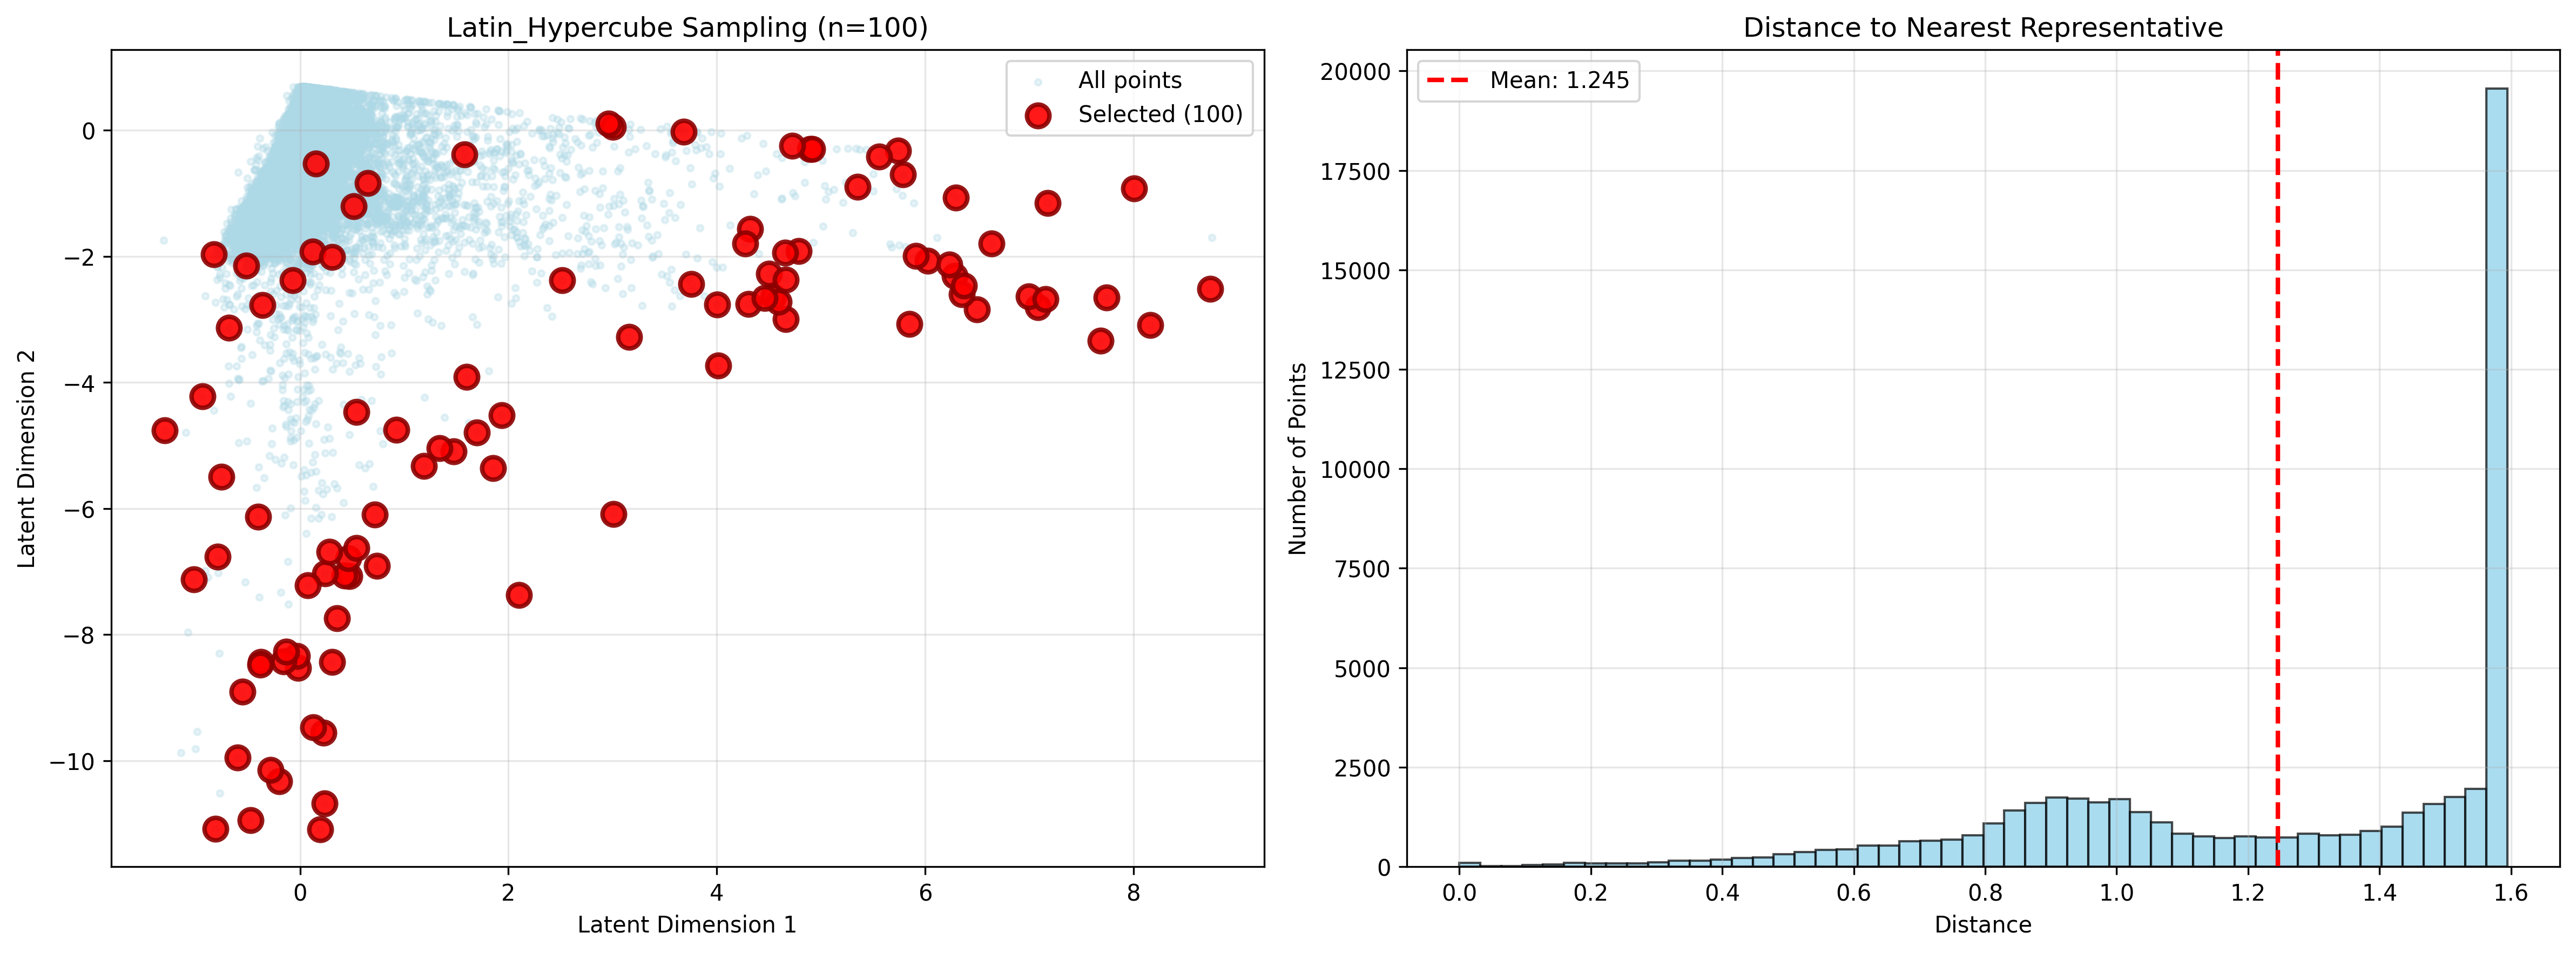 Latin_Hypercube Sampling (n=100)
All points
Selected (100)
0
−2
−4
−6
−8
−10
Latent Dimension 2
0 2 4 6 8
Latent Dimension 1
Distance to Nearest Representative
Mean: 1.245
20000
17500
15000
12500
10000
7500
5000
2500
0
Number of Points
0.0 0.2 0.4 0.6 0.8 1.0 1.2 1.4 1.6
Distance